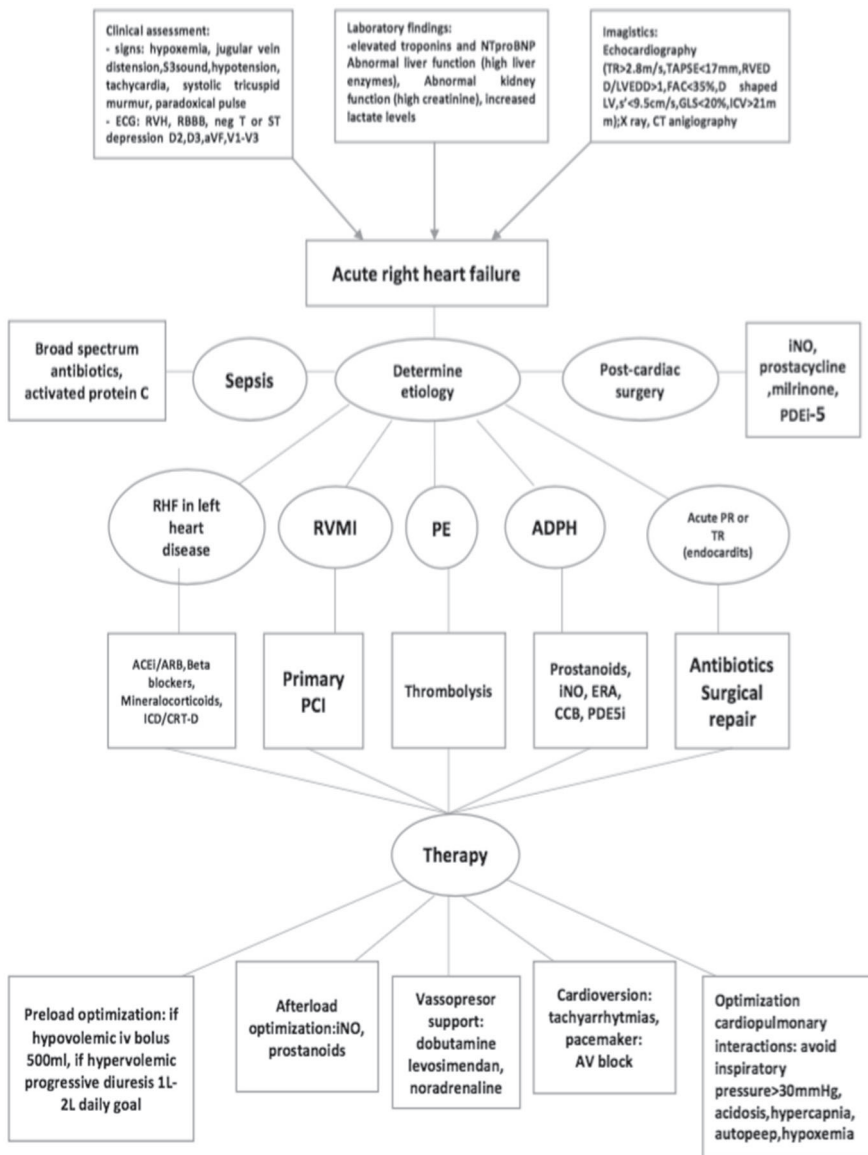 Clinical assessment:
- signs: hypoxemia, jugular vein
distension,S3sound,hypotension,
tachycardia, systolic tricuspid
murmur, paradoxical pulse
- ECG: RVH, RBBB, neg T or ST
depression D2,D3,aVF,V1-V3
Laboratory findings:
-elevated troponins and NTproBNP
Abnormal liver function (high liver
enzymes), Abnormal kidney
function (high creatinine), increased
lactate levels
Imagistics:
Echocardiography
(TR>2.8m/s,TAPSE<17mm,RVED
D/LVEDD>1,FAC<35%,D shaped
LV,s'<9.5cm/s,GLS<20%,ICV>21m
m);X ray, CT anigiography
Acute right heart failure
Broad spectrum
antibiotics,
activated protein C
Sepsis
Determine
etiology
Post-cardiac
surgery
iNO,
prostacycline
,milrinone,
PDEi-5
RHF in left
heart
disease
RVMI
PE
ADPH
Acute PR or
TR
(endocardits)
ACEi/ARB,Beta
blockers,
Mineralocorticoids,
ICD/CRT-D
Primary
PCI
Thrombolysis
Prostanoids,
iNO, ERA,
CCB, PDE5i
Antibiotics
Surgical
repair
Therapy
Preload optimization: if
hypovolemic iv bolus
500ml, if hypervolemic
progressive diuresis 1L-
2L daily goal
Afterload
optimization:iNO,
prostanoids
Vassopresor
support:
dobutamine
levosimendan,
noradrenaline
Cardioversion:
tachyarrhytmias,
pacemaker:
AV block
Optimization
cardiopulmonary
interactions: avoid
inspiratory
pressure>30mmHg,
acidosis,hypercapnia,
autopeep,hypoxemia